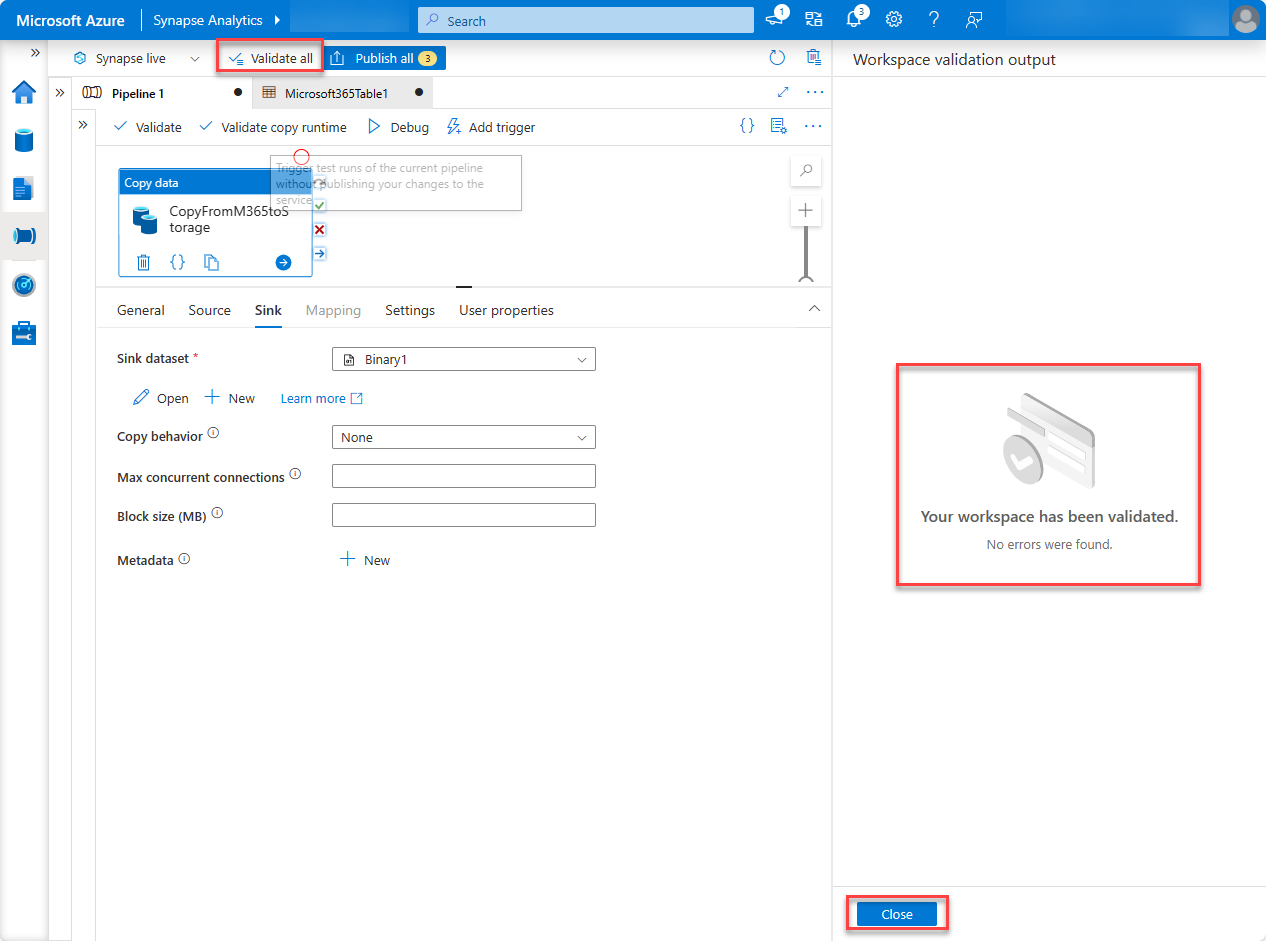 Microsoft Azure
Synapse Analytics
Search
1
3
Synapse live
Validate all
Publish all 3
Workspace validation output
Pipeline 1
Microsoft365Table1
Validate
Validate copy runtime
Debug
Add trigger
Trigger test runs of the current pipeline
without publishing your changes to the
service
Copy data
CopyFromM365toS
torage
General
Source
Sink
Mapping
Settings
User properties
Sink dataset *
Binary1
Open
New
Learn more
Copy behavior
None
Max concurrent connections
Block size (MB)
Metadata
New
Your workspace has been validated.
No errors were found.
Close